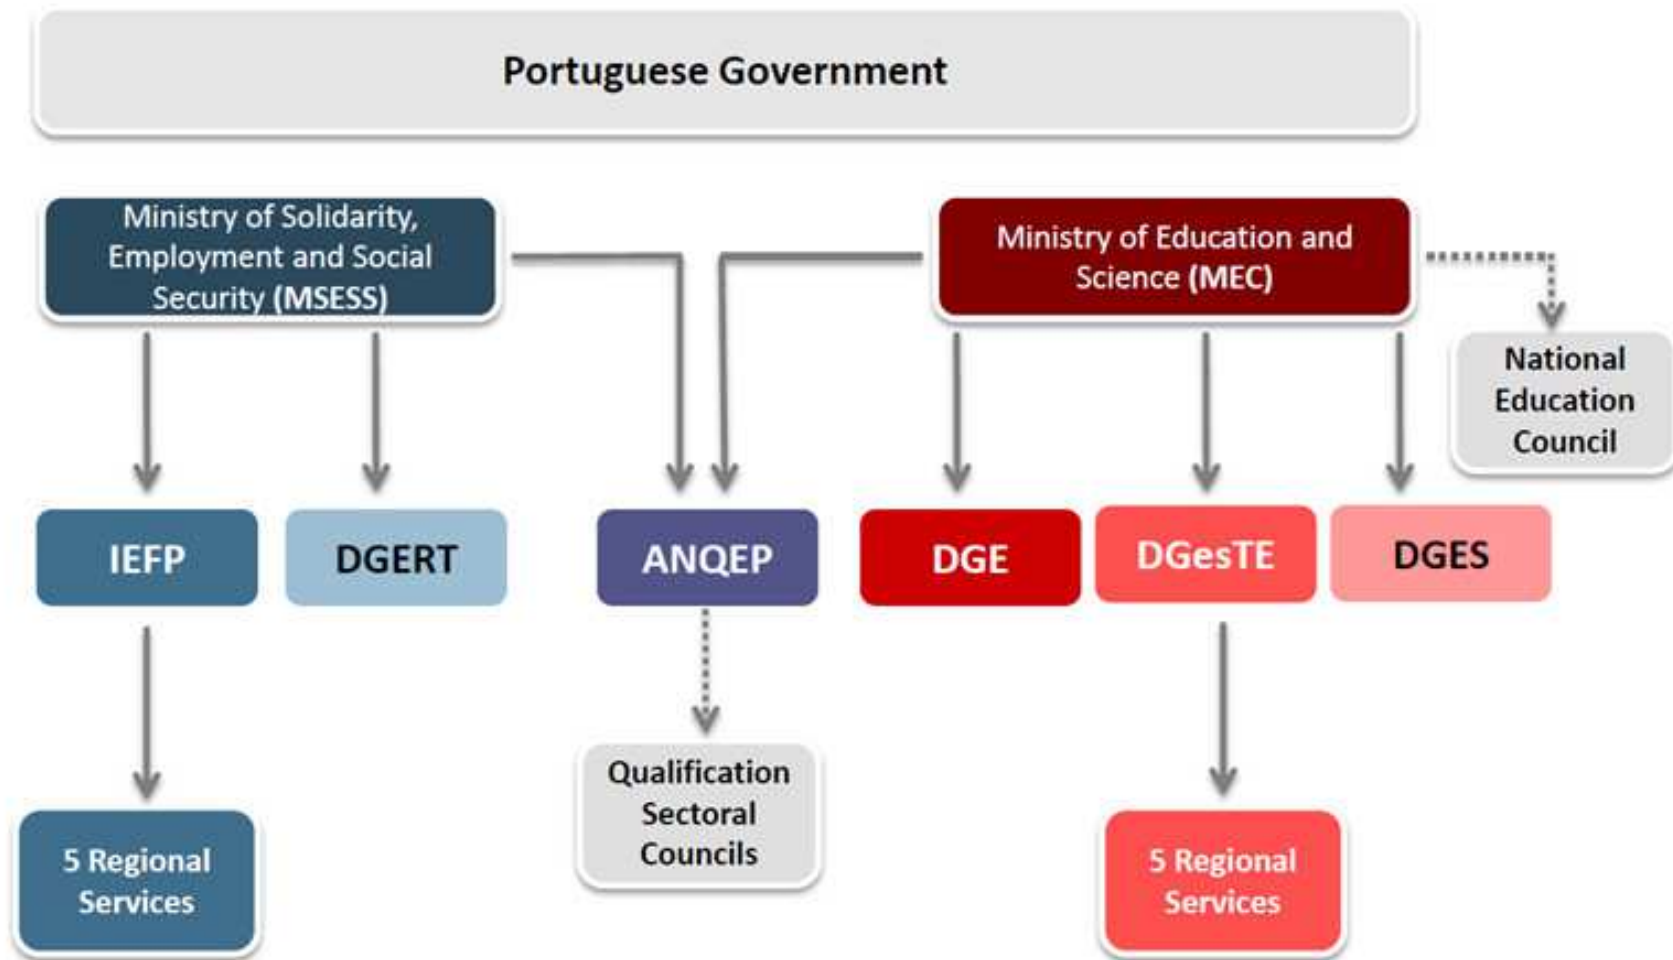 Portuguese Government
Ministry of Solidarity,
Employment and Social
Security (MSESS)
Ministry of Education and
Science (MEC)
National
Education
Council
IEFP
DGERT
ANQEP
DGE
DGesTE
DGES
Qualification
Sectoral
Councils
5 Regional
Services
5 Regional
Services